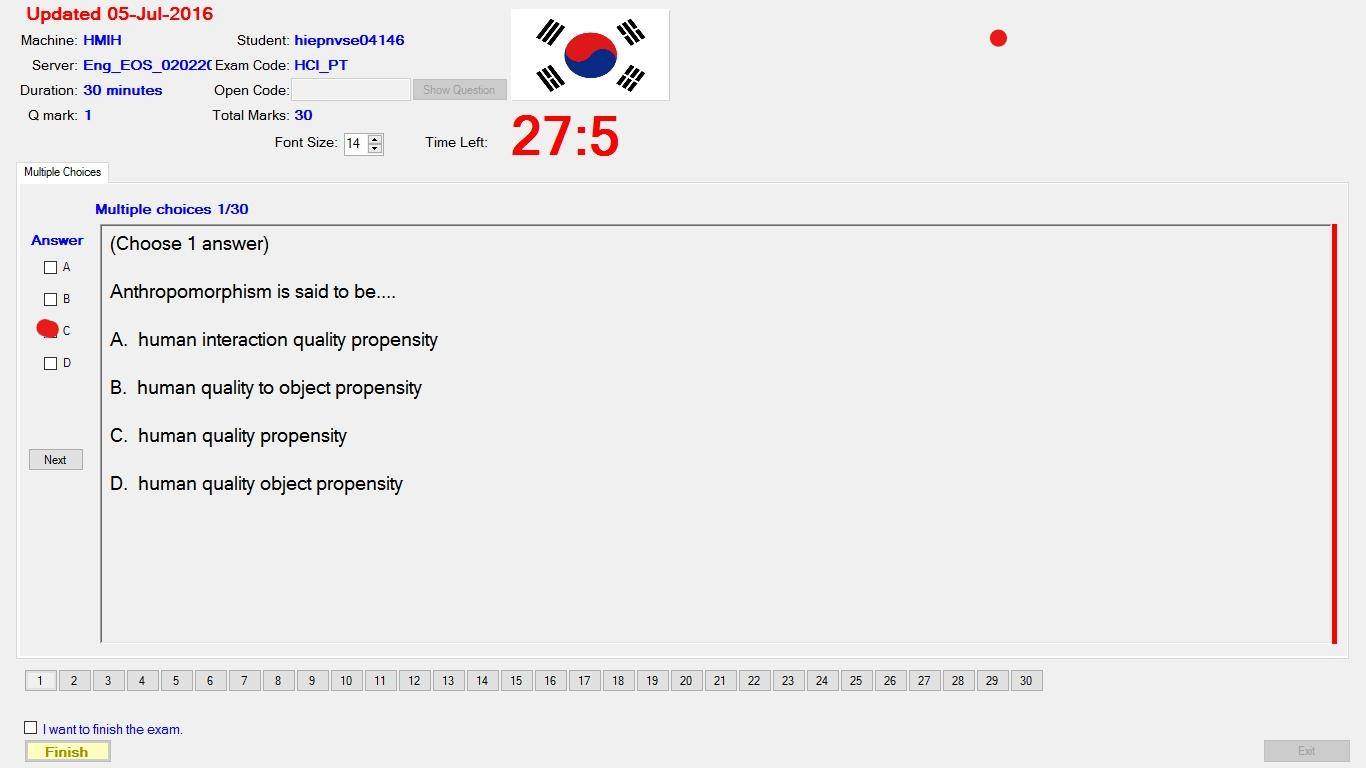 Updated 05-Jul-2016
Machine: HMIH Student: hiepnvse04146
Server: Eng_EOS_02022 Exam Code: HCI_PT
Duration: 30 minutes Open Code: Show Question
Q mark: 1 Total Marks: 30
Font Size: 14 Time Left: 27:5
Multiple Choices
Multiple choices 1/30
Answer
A
B
C
D
Next
(Choose 1 answer)
Anthropomorphism is said to be....
A. human interaction quality propensity
B. human quality to object propensity
C. human quality propensity
D. human quality object propensity
1 2 3 4 5 6 7 8 9 10 11 12 13 14 15 16 17 18 19 20 21 22 23 24 25 26 27 28 29 30
I want to finish the exam.
Finish
Exit